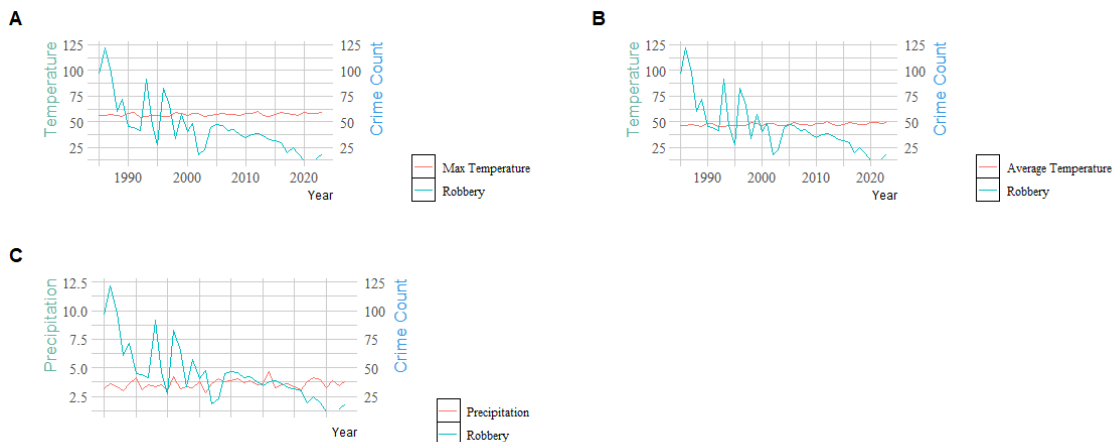 A
Temperature
125
100
75
50
25
125
100
75
50
25
Crime Count
1990 2000 2010 2020
Year
Max Temperature
Robbery
B
Temperature
125
100
75
50
25
125
100
75
50
25
Crime Count
1990 2000 2010 2020
Year
Average Temperature
Robbery
C
Precipitation
12.5
10.0
7.5
5.0
2.5
125
100
75
50
25
Crime Count
Year
Precipitation
Robbery